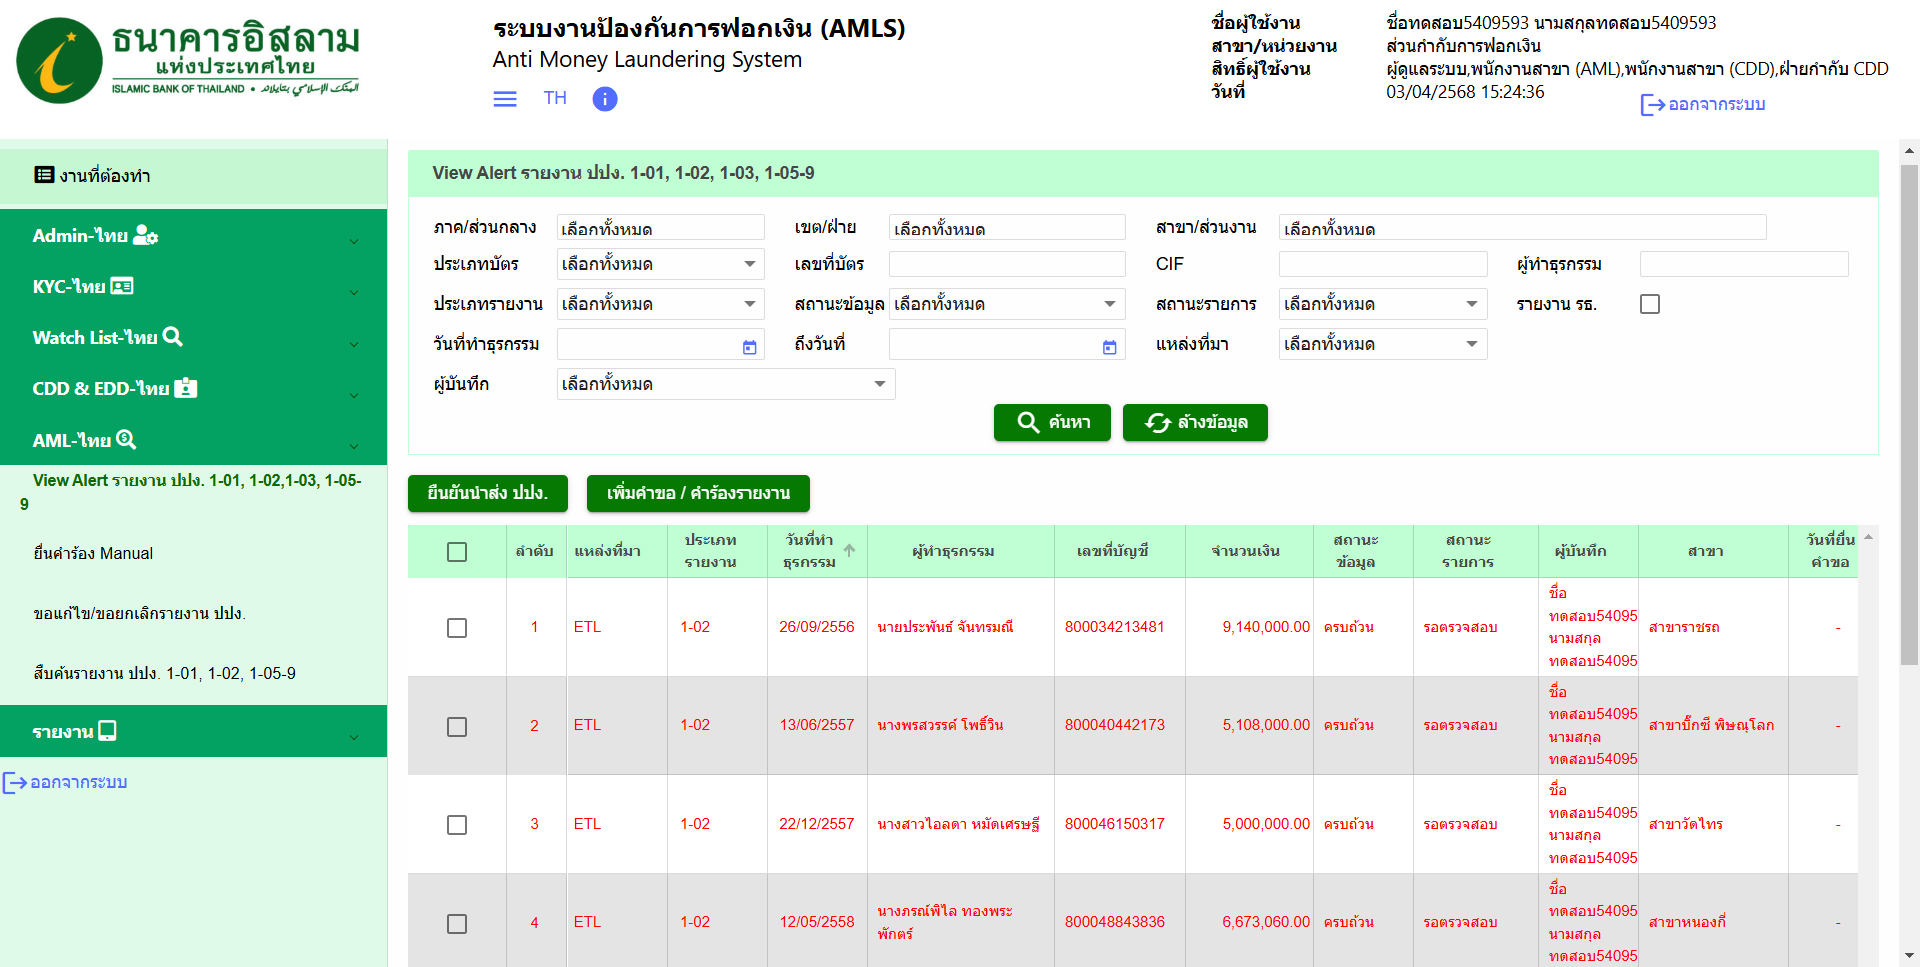 ธนาคารอิสลาม
แห่งประเทศไทย
ISLAMIC BANK OF THAILAND •
ระบบงานป้องกันการฟอกเงิน (AMLS)
Anti Money Laundering System
TH
ชื่อผู้ใช้งาน ชื่อทดสอบ5409593 นามสกุลทดสอบ5409593
สาขา/หน่วยงาน ส่วนกำกับการฟอกเงิน
สิทธิ์ผู้ใช้งาน ผู้ดูแลระบบ,พนักงานสาขา (AML),พนักงานสาขา (CDD),ฝ่ายกำกับ CDD
วันที่ 03/04/2568 15:24:36
ออกจากระบบ
งานที่ต้องทำ
Admin-ไทย
KYC-ไทย
Watch List-ไทย
CDD & EDD-ไทย
AML-ไทย
View Alert รายงาน ปปง. 1-01, 1-02,1-03, 1-05-
9
ยื่นคำร้อง Manual
ขอแก้ไข/ขอยกเลิกรายงาน ปปง.
สืบค้นรายงาน ปปง. 1-01, 1-02, 1-05-9
รายงาน
ออกจากระบบ
View Alert รายงาน ปปง. 1-01, 1-02, 1-03, 1-05-9
ภาค/ส่วนกลาง เลือกทั้งหมด เขต/ฝ่าย เลือกทั้งหมด สาขา/ส่วนงาน เลือกทั้งหมด
ประเภทบัตร เลือกทั้งหมด เลขที่บัตร CIF ผู้ทำธุรกรรม
ประเภทรายงาน เลือกทั้งหมด สถานะข้อมูล เลือกทั้งหมด สถานะรายการ เลือกทั้งหมด รายงาน รธ.
วันที่ทำธุรกรรม ถึงวันที่ แหล่งที่มา เลือกทั้งหมด
ผู้บันทึก เลือกทั้งหมด
ค้นหา ล้างข้อมูล
ยืนยันนำส่ง ปปง. เพิ่มคำขอ / คำร้องรายงาน
ลำดับ แหล่งที่มา ประเภท รายงาน วันที่ทำ ธุรกรรม ผู้ทำธุรกรรม เลขที่บัญชี จำนวนเงิน สถานะ ข้อมูล สถานะ รายการ ผู้บันทึก สาขา วันที่ยื่น คำขอ
1 ETL 1-02 26/09/2556 นายประพันธ์ จันทรมณี 800034213481 9,140,000.00 ครบถ้วน รอตรวจสอบ ชื่อ ทดสอบ54095 นามสกุล ทดสอบ54095 สาขาราชรถ -
2 ETL 1-02 13/06/2557 นางพรสวรรค์ โพธิ์วิน 800040442173 5,108,000.00 ครบถ้วน รอตรวจสอบ ชื่อ ทดสอบ54095 นามสกุล ทดสอบ54095 สาขาบิ๊กซี พิษณุโลก -
3 ETL 1-02 22/12/2557 นางสาวไอลดา หมัดเศรษฐี 800046150317 5,000,000.00 ครบถ้วน รอตรวจสอบ ชื่อ ทดสอบ54095 นามสกุล ทดสอบ54095 สาขาวัดไทร -
4 ETL 1-02 12/05/2558 นางภรณ์พิไล ทองพระ พักตร์ 800048843836 6,673,060.00 ครบถ้วน รอตรวจสอบ ชื่อ ทดสอบ54095 นามสกุล ทดสอบ54095 สาขาหนองกี่ -